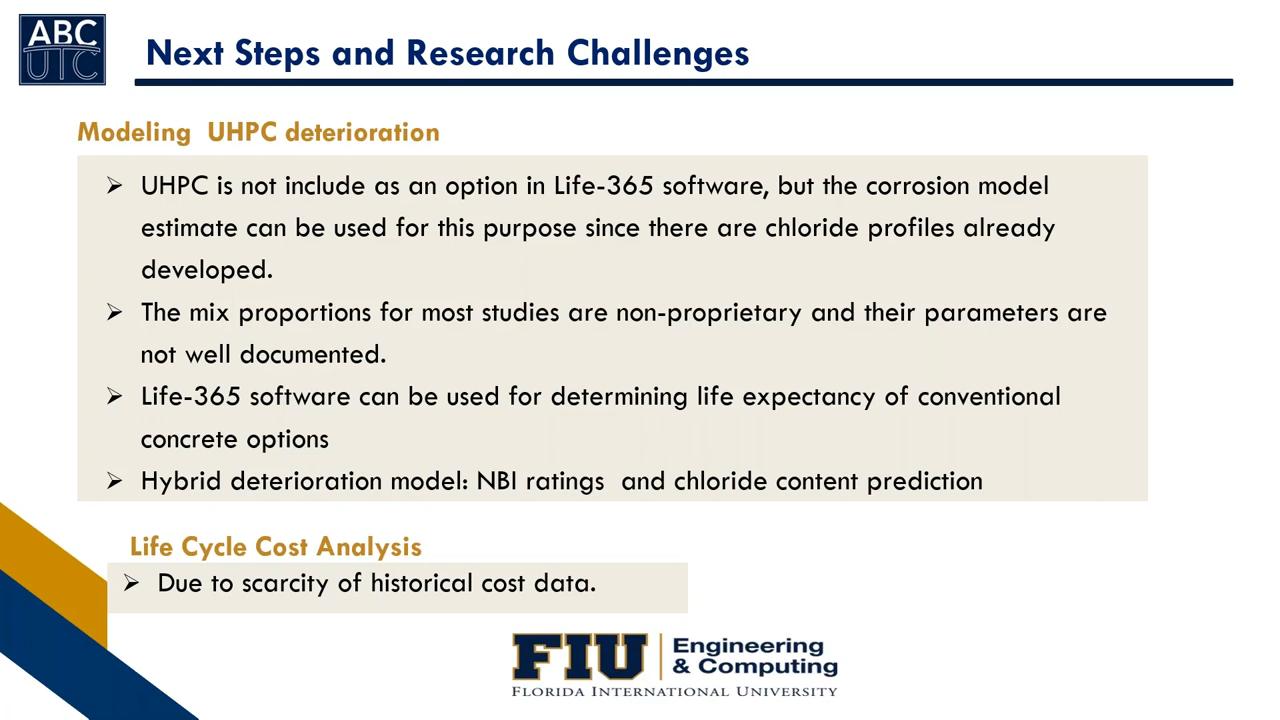 ABC
UTC
Next Steps and Research Challenges
Modeling UHPC deterioration
➢ UHPC is not include as an option in Life-365 software, but the corrosion model
estimate can be used for this purpose since there are chloride profiles already
developed.
➢ The mix proportions for most studies are non-proprietary and their parameters are
not well documented.
➢ Life-365 software can be used for determining life expectancy of conventional
concrete options
➢ Hybrid deterioration model: NBI ratings and chloride content prediction
Life Cycle Cost Analysis
➢ Due to scarcity of historical cost data.
FIU Engineering
& Computing
FLORIDA INTERNATIONAL UNIVERSITY